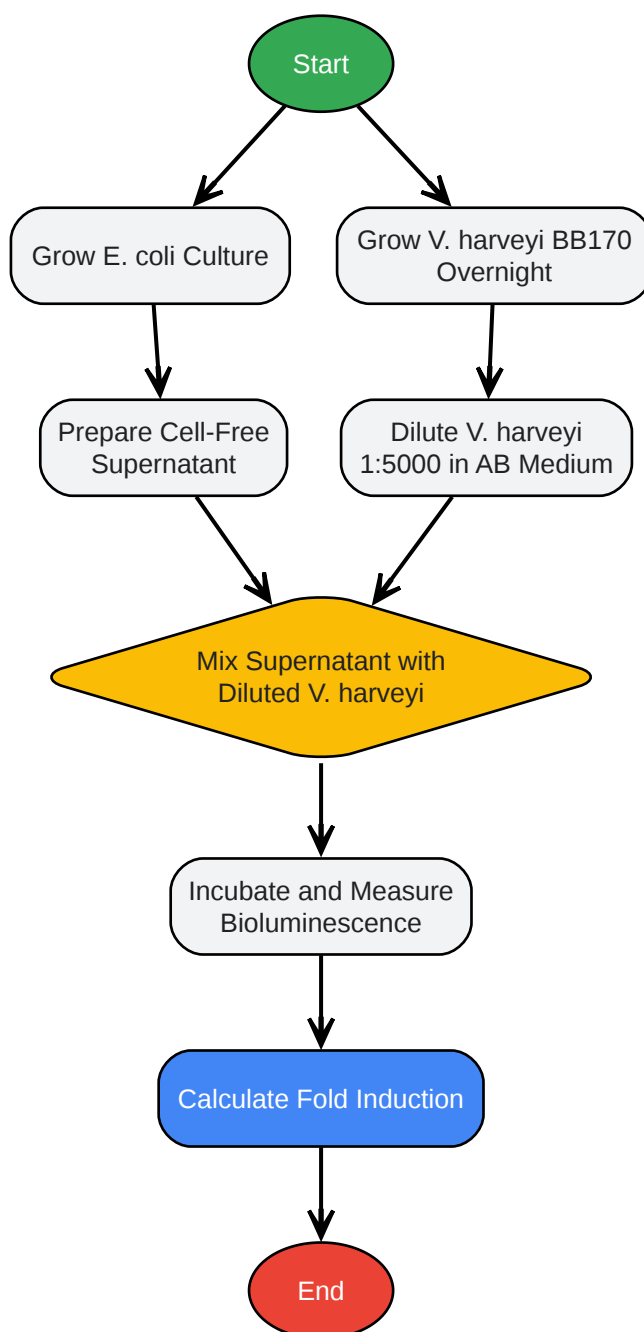 Start
Grow E. coli Culture
Grow V. harveyi BB170
Overnight
Prepare Cell-Free
Supernatant
Dilute V. harveyi
1:5000 in AB Medium
Mix Supernatant with
Diluted V. harveyi
Incubate and Measure
Bioluminescence
Calculate Fold Induction
End